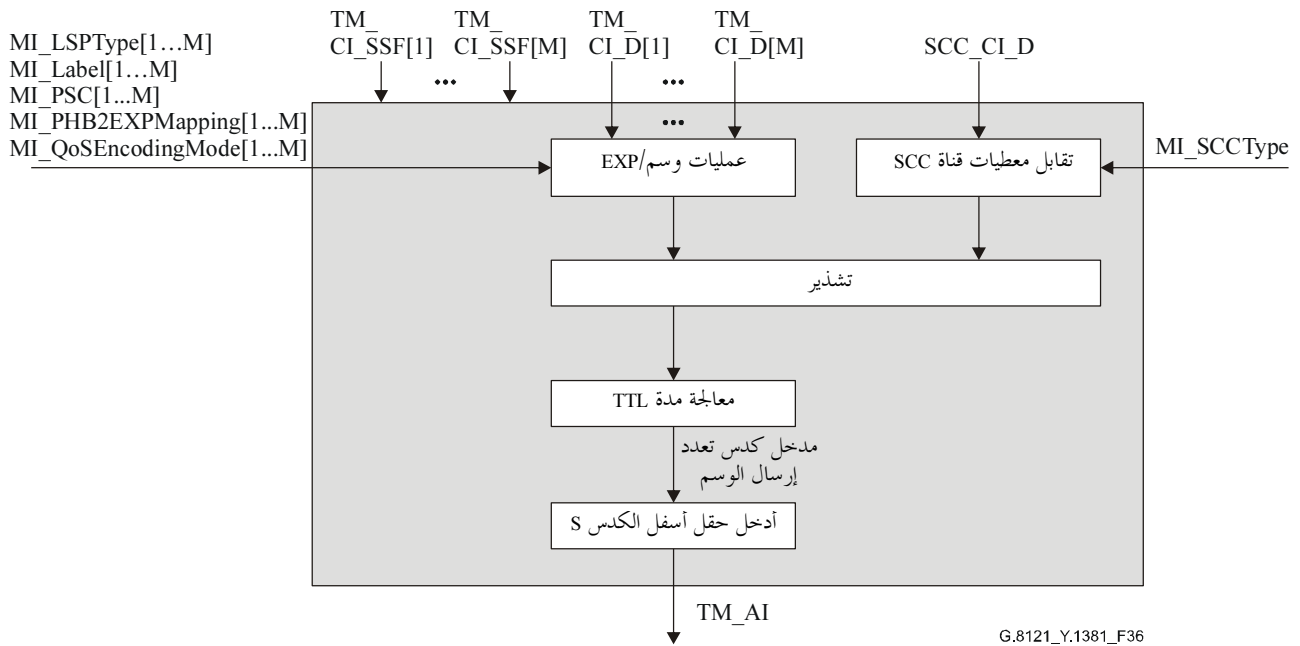 MI_LSPType[1…M]
MI_Label[1…M]
MI_PSC[1...M]
MI_PHB2EXPMapping[1...M]
MI_QoSEncodingMode[1...M]
TM_
CI_SSF[1]
...
TM_
CI_SSF[M]
TM_
CI_D[1]
...
TM_
CI_D[M]
SCC_CI_D
...
عمليات وسم/EXP
تقابل معطيات قناة SCC
MI_SCCType
تشذير
معالجة مدة TTL
مدخل كدس تعدد
إرسال الوسم
أدخل حقل أسفل الكدس S
TM_AI
G.8121_Y.1381_F36